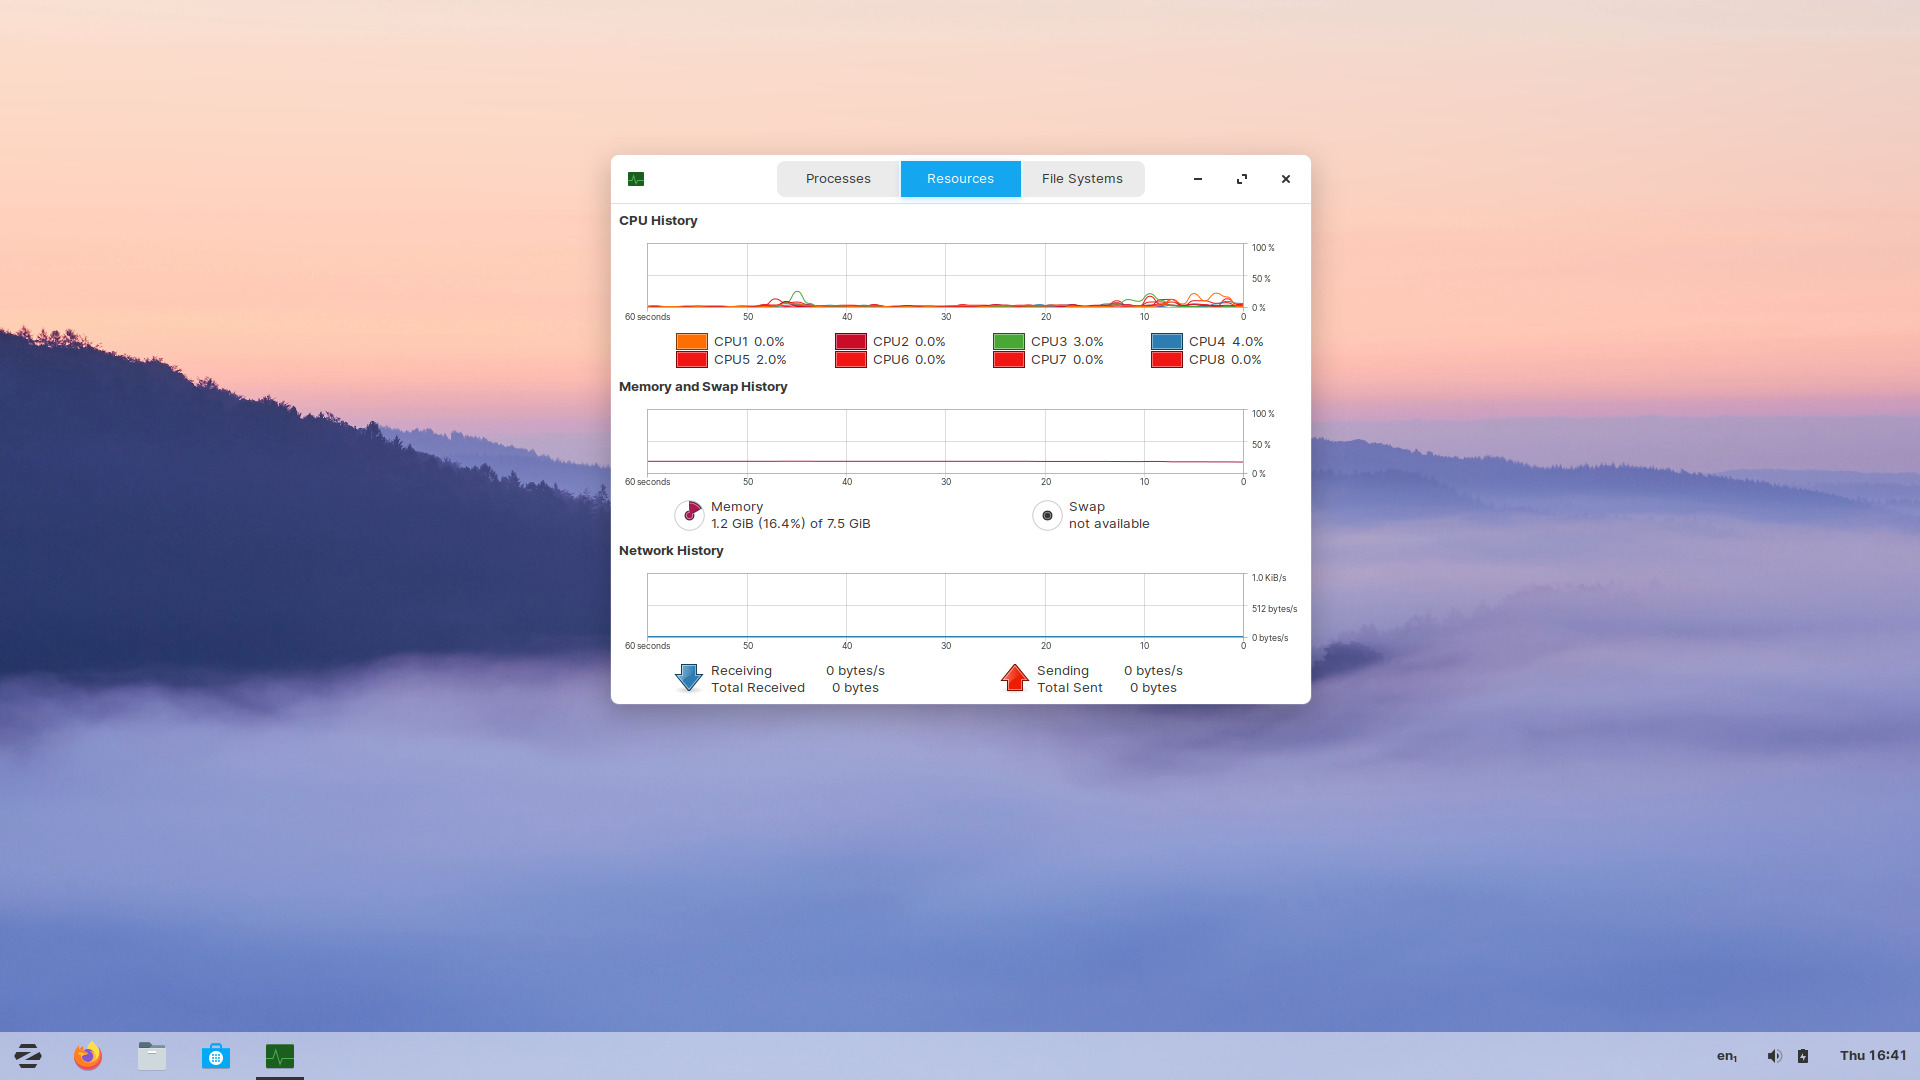 Processes Resources File Systems
CPU History
100 %
50 %
0 %
60 seconds 50 40 30 20 10 0
CPU1 0.0% CPU2 0.0% CPU3 3.0% CPU4 4.0%
CPU5 2.0% CPU6 0.0% CPU7 0.0% CPU8 0.0%
Memory and Swap History
100 %
50 %
0 %
60 seconds 50 40 30 20 10 0
Memory Swap
1.2 GiB (16.4%) of 7.5 GiB not available
Network History
1.0 KiB/s
512 bytes/s
0 bytes/s
60 seconds 50 40 30 20 10 0
Receiving 0 bytes/s Sending 0 bytes/s
Total Received 0 bytes Total Sent 0 bytes
en₁ Thu 16:41